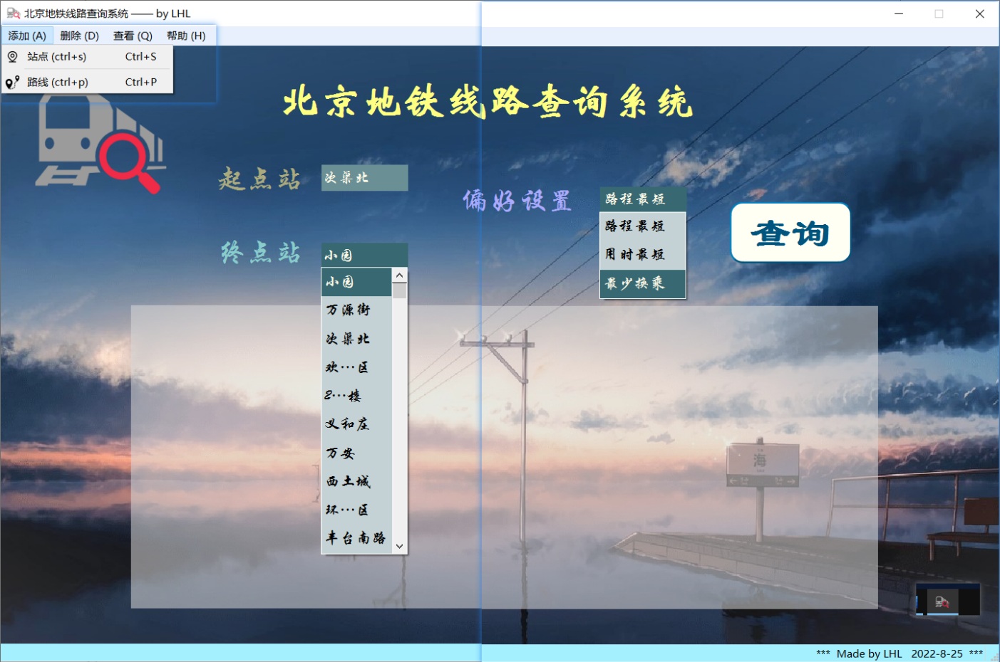 北京地铁线路查询系统 —— by LHL
添加 (A) 删除 (D) 查看 (Q) 帮助 (H)
站点 (ctrl+s) Ctrl+S
路线 (ctrl+p) Ctrl+P
北京地铁线路查询系统
起点站 次渠北
偏好设置 路程最短
路程最短
用时最短
最少换乘
查询
终点站 小园
小园
万源街
次渠北
欢…区
2…楼
义和庄
万安
西土城
环…区
丰台南路
海
*** Made by LHL 2022-8-25 ***